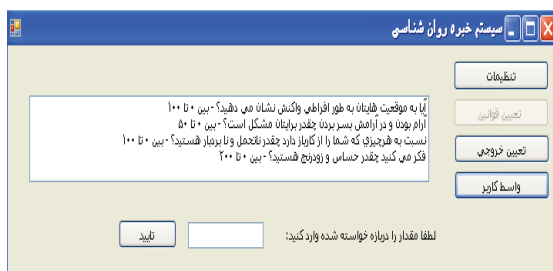 سیستم خبره روان شناسی
تنظیمات
تعیین قوانین
تعیین خروجی
واسط کاربر
آیا به موقعیت هایتان به طور افراطی واکنش نشان می دهید؟ - بین ۰ تا ۱۰۰
آرام بودن و در آرامش بسر بردن چقدر برایتان مشکل است؟ - بین ۰ تا ۵۰
نسبت به هرچیزی که شما را از کارباز دارد چقدر ناتحمل و نا بردبار هستید؟ - بین ۰ تا ۱۰۰
فکر می کنید چقدر حساس و زودرنج هستید؟ - بین ۰ تا ۲۰۰
لطفا مقدار را دربازه خواسته شده وارد کنید:
تایید